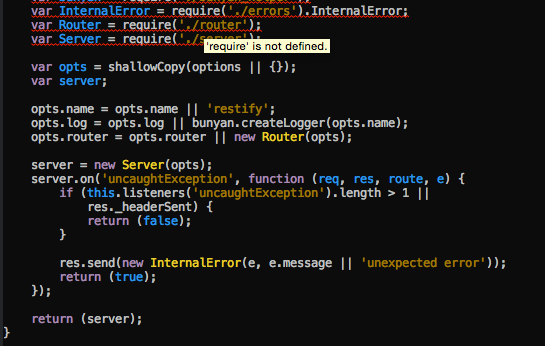 var InternalError = require('./errors').InternalError;
var Router = require('./router');
var Server = require('./server');
'require' is not defined.
var opts = shallowCopy(options || {});
var server;
opts.name = opts.name || 'restify';
opts.log = opts.log || bunyan.createLogger(opts.name);
opts.router = opts.router || new Router(opts);
server = new Server(opts);
server.on('uncaughtException', function (req, res, route, e) {
if (this.listeners('uncaughtException').length > 1 ||
res._headerSent) {
return (false);
}
res.send(new InternalError(e, e.message || 'unexpected error'));
return (true);
});
return (server);
}